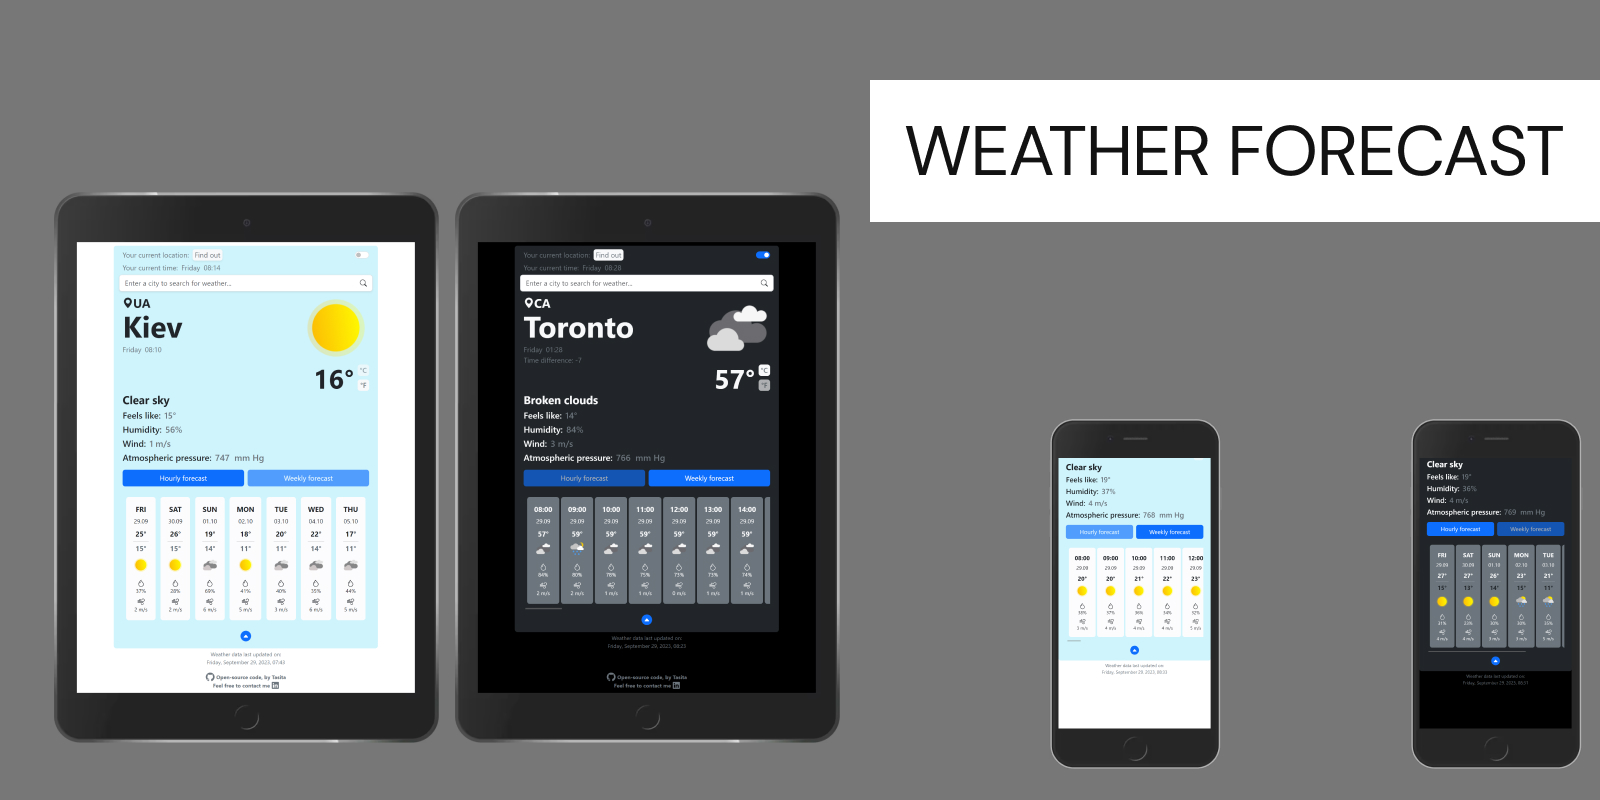 WEATHER FORECAST
Your current location: Find out
Your current time: Friday 08:14
Enter a city to search for weather...
UA
Kiev
Friday 08:10
16° °C
°F
Clear sky
Feels like: 15°
Humidity: 56%
Wind: 1 m/s
Atmospheric pressure: 747 mm Hg
Hourly forecast Weekly forecast
FRI SAT SUN MON TUE WED THU
29.09 30.09 01.10 02.10 03.10 04.10 05.10
25° 26° 19° 18° 20° 22° 17°
15° 15° 14° 11° 11° 14° 11°
37% 28% 69% 41% 40% 35% 44%
2 m/s 2 m/s 6 m/s 5 m/s 3 m/s 6 m/s 5 m/s
Weather data last updated on:
Friday, September 29, 2023, 07:43
Open-source code, by Tasita
Feel free to contact me
Your current location: Find out
Your current time: Friday 08:28
Enter a city to search for weather...
CA
Toronto
Friday 01:28
Time difference: -7
57° °C
°F
Broken clouds
Feels like: 14°
Humidity: 84%
Wind: 3 m/s
Atmospheric pressure: 766 mm Hg
Hourly forecast Weekly forecast
08:00 09:00 10:00 11:00 12:00 13:00 14:00
29.09 29.09 29.09 29.09 29.09 29.09 29.09
57° 59° 59° 59° 59° 59° 59°
84% 80% 76% 75% 73% 73% 74%
2 m/s 2 m/s 1 m/s 1 m/s 0 m/s 1 m/s 1 m/s
Weather data last updated on:
Friday, September 29, 2023, 08:23
Open-source code, by Tasita
Feel free to contact me
Clear sky
Feels like: 19°
Humidity: 37%
Wind: 4 m/s
Atmospheric pressure: 768 mm Hg
Hourly forecast Weekly forecast
08:00 09:00 10:00 11:00 12:00
29.09 29.09 29.09 29.09 29.09
20° 20° 21° 22° 23°
38% 37% 36% 34% 32%
3 m/s 4 m/s 4 m/s 4 m/s 5 m/s
Weather data last updated on:
Friday, September 29, 2023, 08:31
Clear sky
Feels like: 19°
Humidity: 36%
Wind: 4 m/s
Atmospheric pressure: 769 mm Hg
Hourly forecast Weekly forecast
FRI SAT SUN MON TUE
29.09 30.09 01.10 02.10 03.10
27° 27° 26° 23° 21°
15° 13° 14° 15° 11°
31% 23% 30% 30% 33%
4 m/s 4 m/s 3 m/s 3 m/s 5 m/s
Weather data last updated on:
Friday, September 29, 2023, 08:31